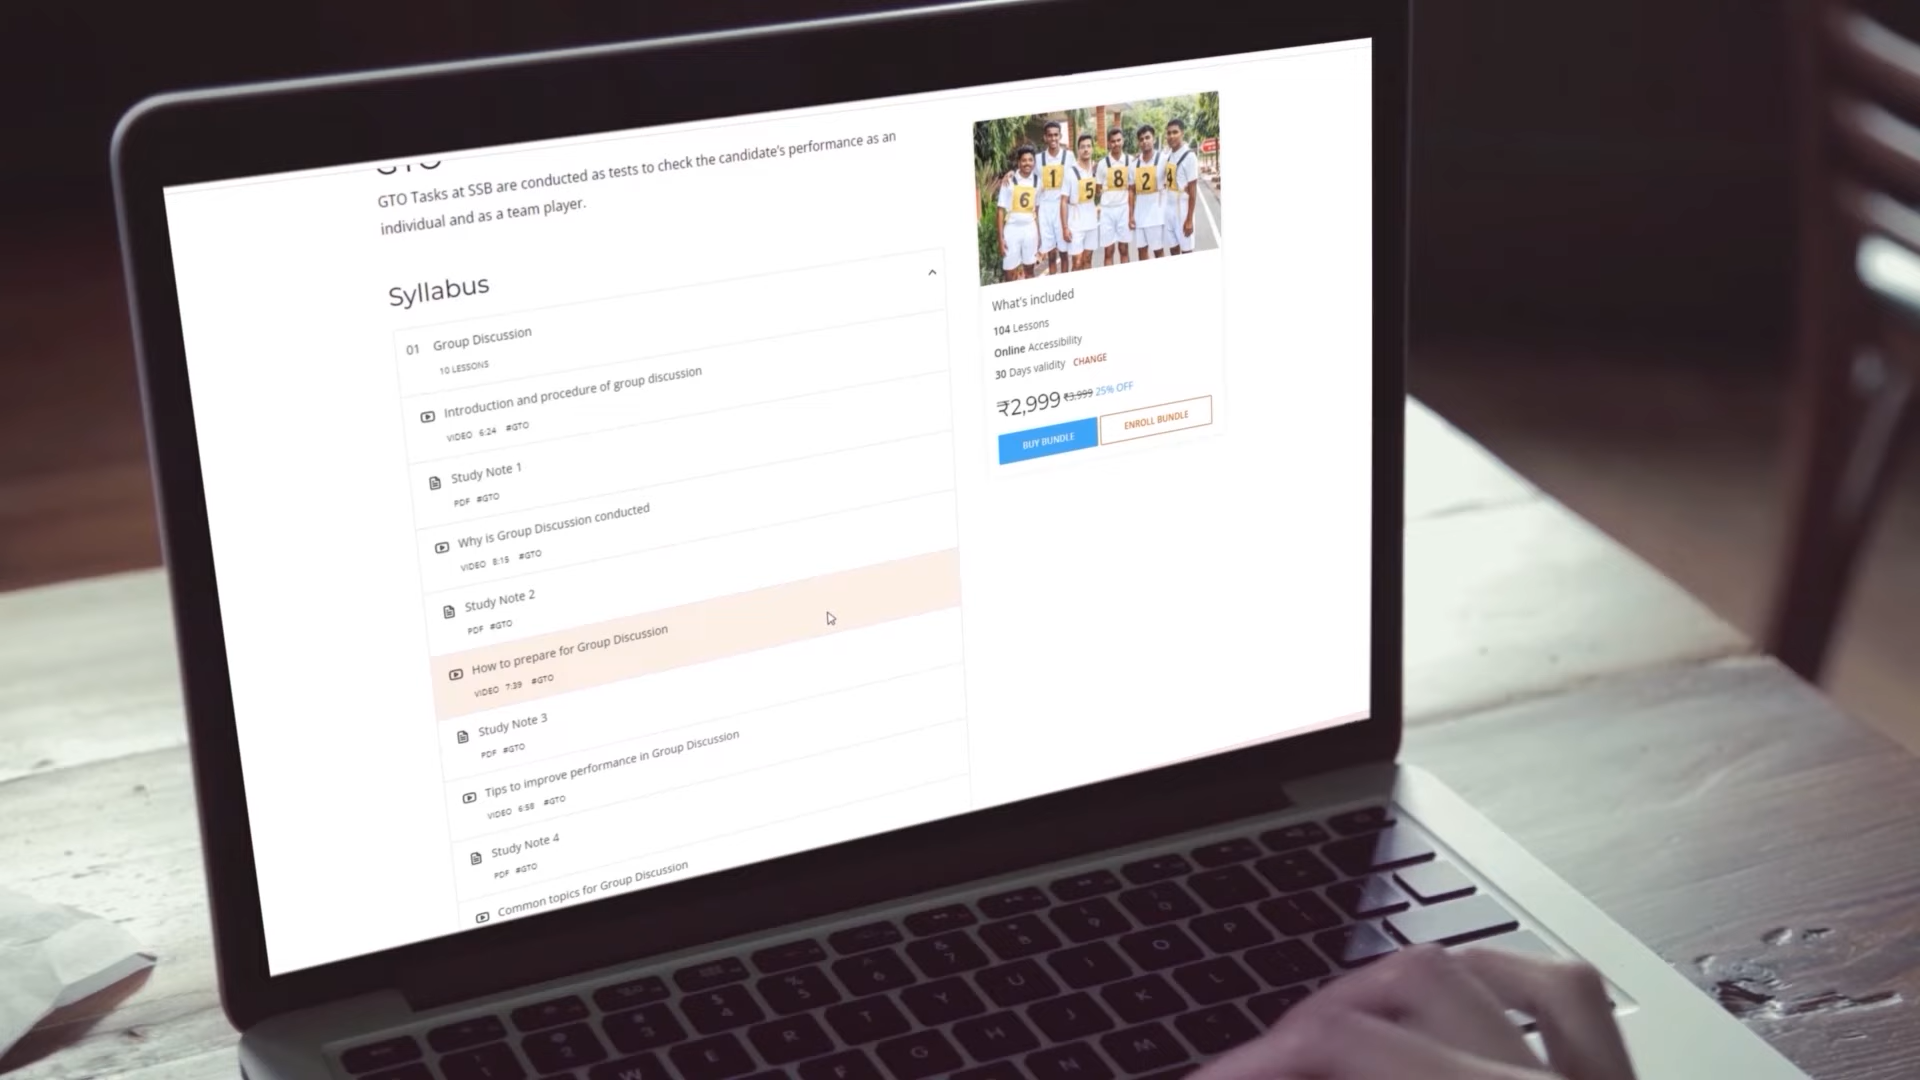 GTO
GTO Tasks at SSB are conducted as tests to check the candidate's performance as an
individual and as a team player.
Syllabus
01 Group Discussion
10 LESSONS
Introduction and procedure of group discussion
VIDEO 6:24 #GTO
Study Note 1
PDF #GTO
Why is Group Discussion conducted
VIDEO 8:15 #GTO
Study Note 2
PDF #GTO
How to prepare for Group Discussion
VIDEO 7:39 #GTO
Study Note 3
PDF #GTO
Tips to improve performance in Group Discussion
VIDEO 6:58 #GTO
Study Note 4
PDF #GTO
Common topics for Group Discussion
6 1 5 8 2 4
What's included
104 Lessons
Online Accessibility
30 Days validity CHANGE
₹2,999 ₹3,999 25% OFF
BUY BUNDLE ENROLL BUNDLE